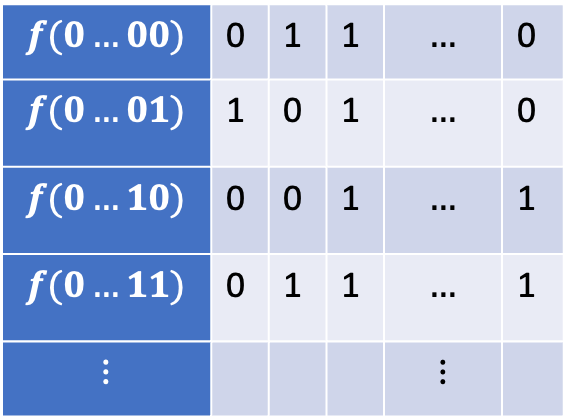 f(0 ... 00) 0 1 1 ... 0
f(0 ... 01) 1 0 1 ... 0
f(0 ... 10) 0 0 1 ... 1
f(0 ... 11) 0 1 1 ... 1
⋮ ⋮